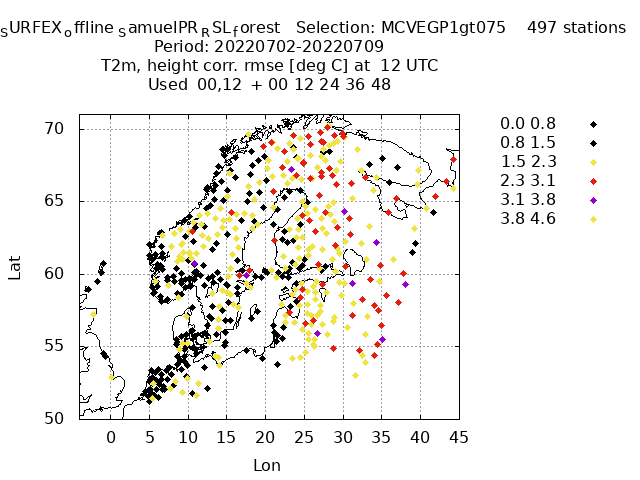 SURFEXoffline SamuelPRRSLforest Selection: MCVEGP1gt075 497 stations
Period: 20220702-20220709
T2m, height corr. rmse [deg C] at 12 UTC
Used 00,12 + 00 12 24 36 48
0.0 0.8
0.8 1.5
1.5 2.3
2.3 3.1
3.1 3.8
3.8 4.6
70
65
60
55
50
Lat
0 5 10 15 20 25 30 35 40 45
Lon